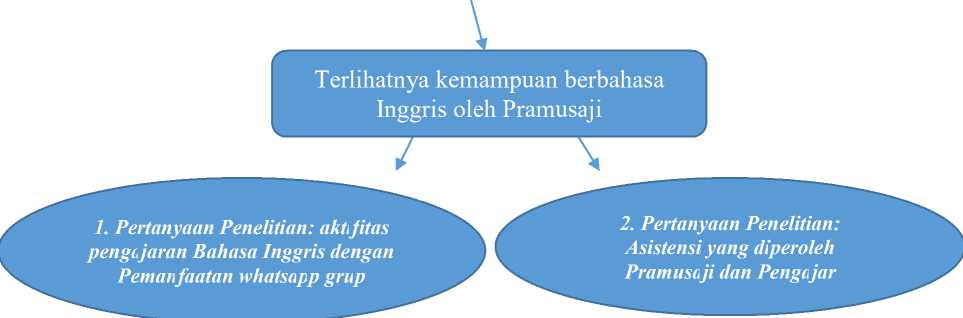 Terlihatnya kemampuan berbahasa
Inggris oleh Pramusaji
1. Pertanyaan Penelitian: aktifitas
pengajaran Bahasa Inggris dengan
Pemanfaatan whatsapp grup
2. Pertanyaan Penelitian:
Asistensi yang diperoleh
Pramusaji dan Pengajar